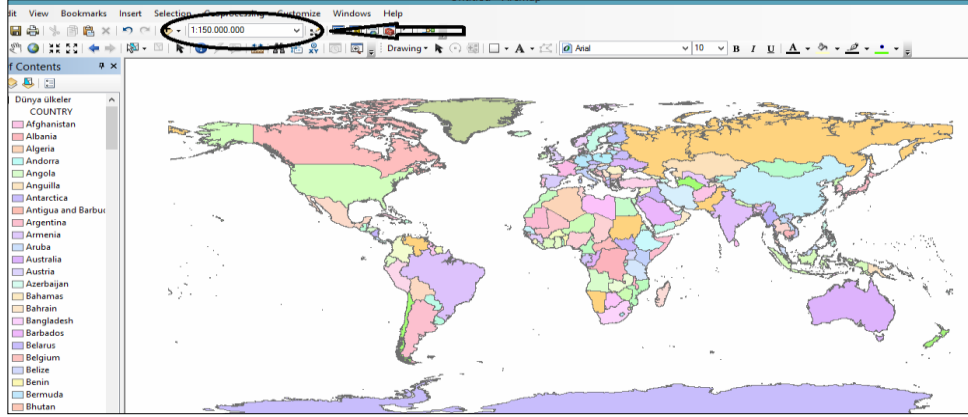 dit View Bookmarks Insert Selection Geoprocessing Customize Windows Help
1:150.000.000
Drawing Arial 10 B I U A
f Contents
Dünya ülkeler
COUNTRY
Afghanistan
Albania
Algeria
Andorra
Angola
Anguilla
Antarctica
Antigua and Barbu
Argentina
Armenia
Aruba
Australia
Austria
Azerbaijan
Bahamas
Bahrain
Bangladesh
Barbados
Belarus
Belgium
Belize
Benin
Bermuda
Bhutan